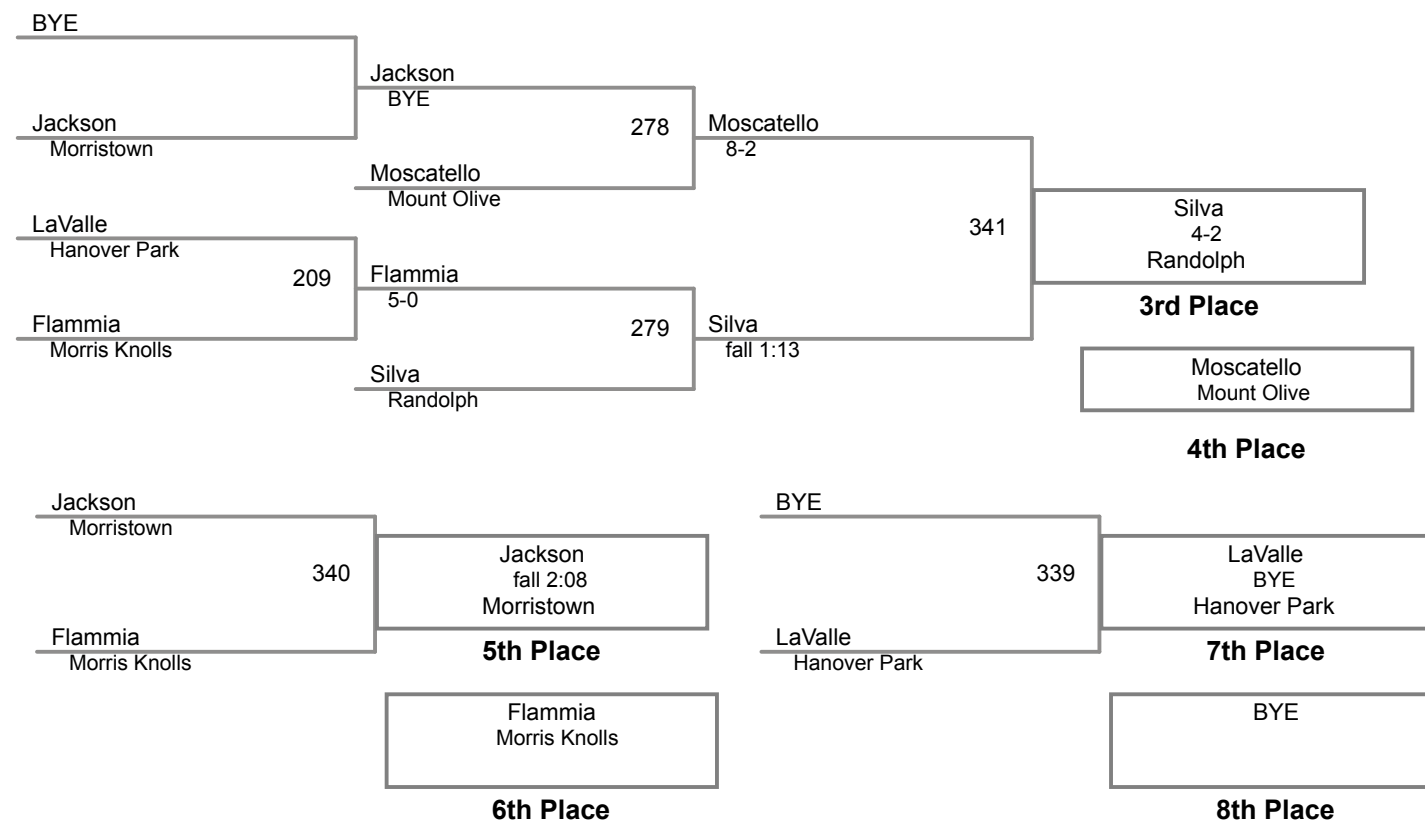 BYE
Jackson
BYE
Jackson
Morristown
278
Moscatello
8-2
Moscatello
Mount Olive
LaValle
Hanover Park
341
Silva
4-2
Randolph
209
Flammia
5-0
3rd Place
Flammia
Morris Knolls
279
Silva
fall 1:13
Silva
Randolph
Moscatello
Mount Olive
4th Place
Jackson
Morristown
340
Jackson
fall 2:08
Morristown
Flammia
Morris Knolls
5th Place
Flammia
Morris Knolls
6th Place
BYE
339
LaValle
BYE
Hanover Park
LaValle
Hanover Park
7th Place
BYE
8th Place